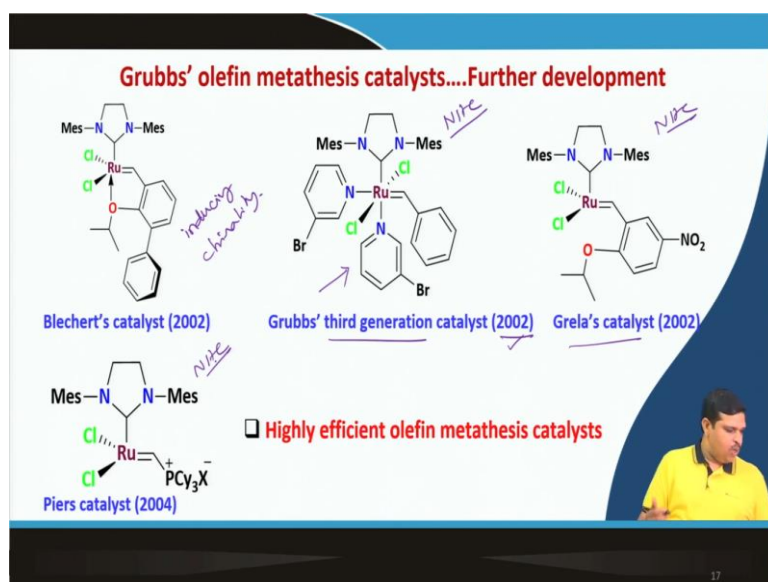 Grubbs' olefin metathesis catalysts....Further development
Mes—N N—Mes
Cl
Cl
Ru
O
inducing
chirality.
Blechert's catalyst (2002)
NHC
Mes—N N—Mes
Cl
N—Ru
Cl
N
Br
Br
Grubbs' third generation catalyst (2002)
NHC
Mes—N N—Mes
Cl
Cl
Ru
NO2
O
Grela's catalyst (2002)
NHC
Mes—N N—Mes
Cl
Cl
Ru
+ −
PCy3X
Piers catalyst (2004)
❑ Highly efficient olefin metathesis catalysts
17